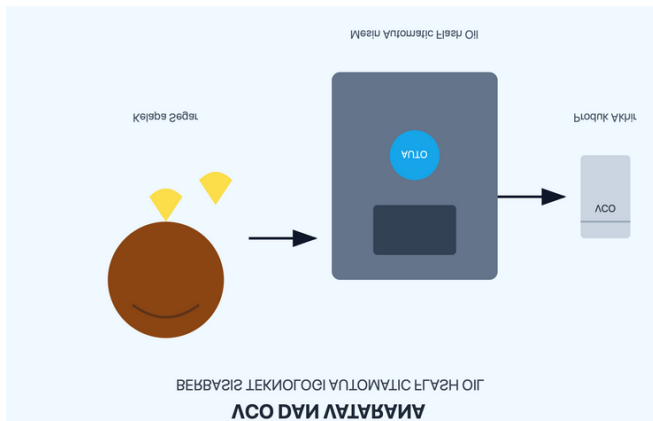 VCO DAN VATARANA
BERBASIS TEKNOLOGI AUTOMATIC FLASH OIL
Kelapa Segar
Mesin Automatic Flash Oil
AUTO
Produk Akhir
VCO